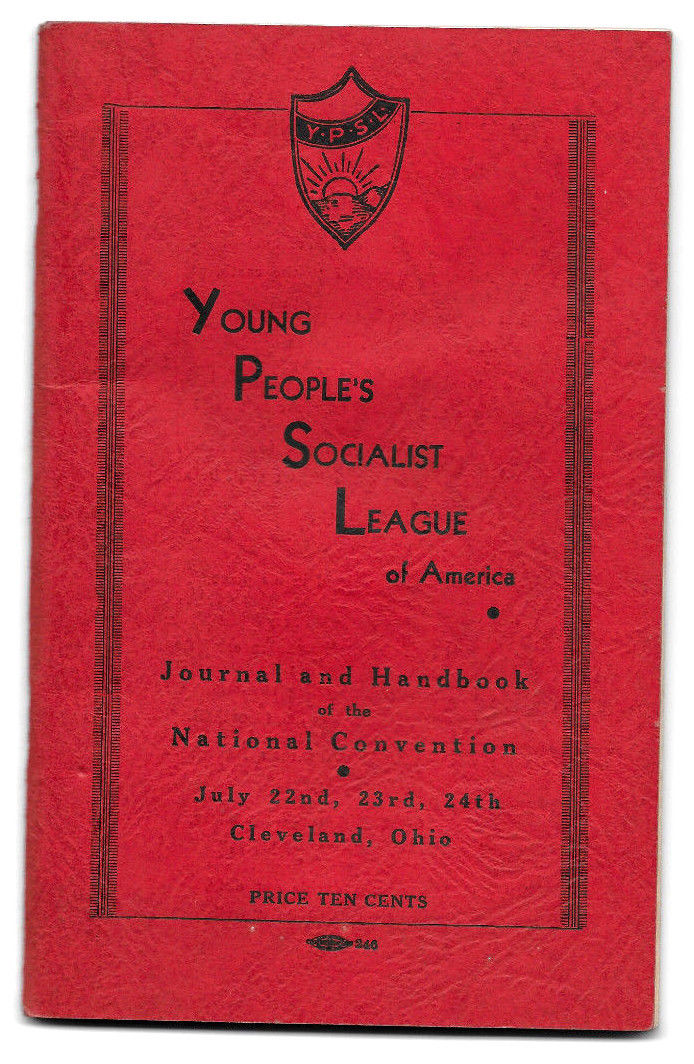 Y · P · S · L ·
YOUNG
PEOPLE'S
SOCIALIST
LEAGUE
of America
•
Journal and Handbook
of the
National Convention
•
July 22nd, 23rd, 24th
Cleveland, Ohio
PRICE TEN CENTS
246